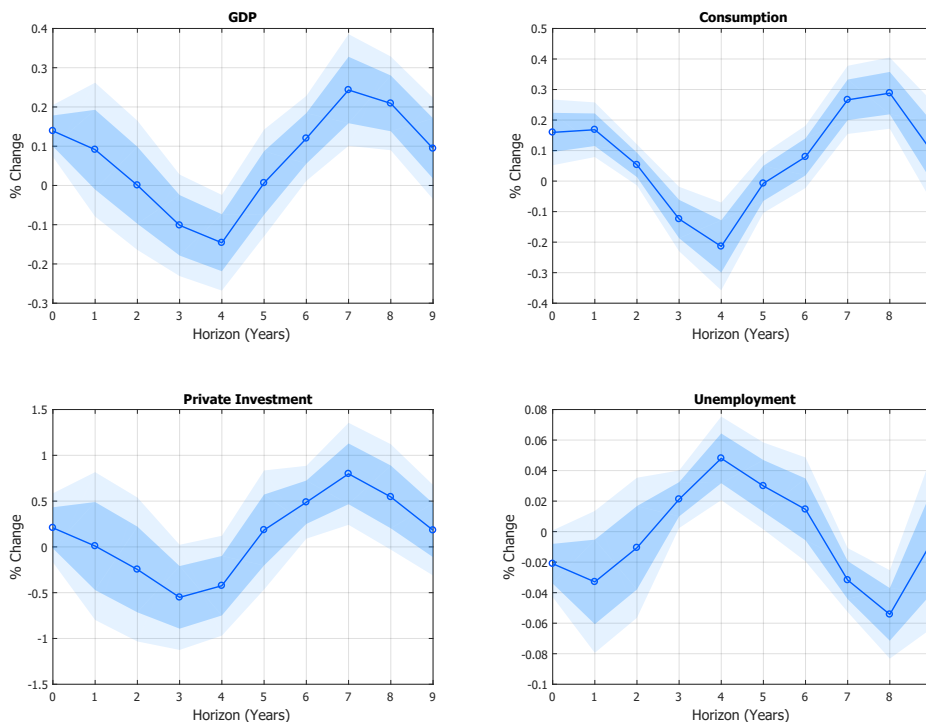 GDP
0.4
0.3
0.2
0.1
0
-0.1
-0.2
-0.3
% Change
0 1 2 3 4 5 6 7 8 9
Horizon (Years)
Consumption
0.5
0.4
0.3
0.2
0.1
0
-0.1
-0.2
-0.3
-0.4
% Change
0 1 2 3 4 5 6 7 8
Horizon (Years)
Private Investment
1.5
1
0.5
0
-0.5
-1
-1.5
% Change
0 1 2 3 4 5 6 7 8 9
Horizon (Years)
Unemployment
0.08
0.06
0.04
0.02
0
-0.02
-0.04
-0.06
-0.08
-0.1
% Change
0 1 2 3 4 5 6 7 8
Horizon (Years)